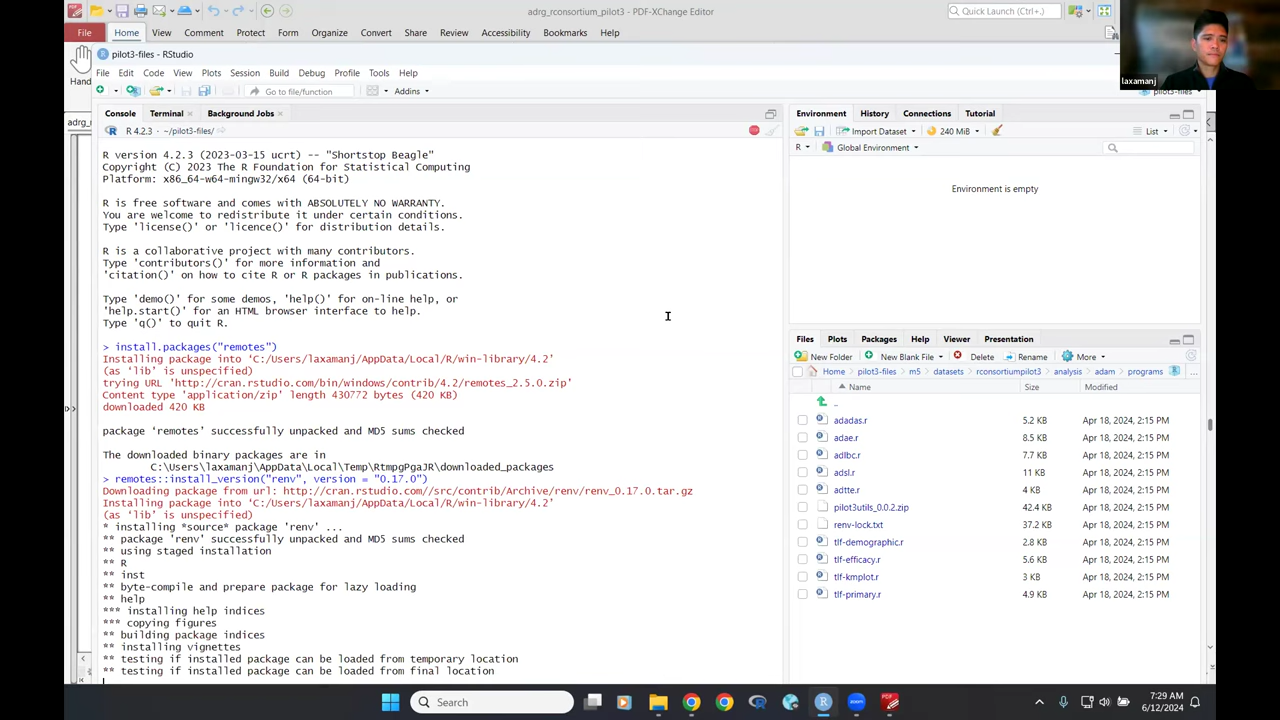 adrg_rconsortium_pilot3 - PDF-XChange Editor
Quick Launch (Ctrl+.)
File Home View Comment Protect Form Organize Convert Share Review Accessibility Bookmarks Help
Hand
pilot3-files - RStudio
laxamanj
File Edit Code View Plots Session Build Debug Profile Tools Help
Go to file/function
Addins
pilot3-files
adrg_r
Console Terminal Background Jobs
R 4.2.3 · ~/pilot3-files/
R version 4.2.3 (2023-03-15 ucrt) -- "Shortstop Beagle"
Copyright (C) 2023 The R Foundation for Statistical Computing
Platform: x86_64-w64-mingw32/x64 (64-bit)
R is free software and comes with ABSOLUTELY NO WARRANTY.
You are welcome to redistribute it under certain conditions.
Type 'license()' or 'licence()' for distribution details.
R is a collaborative project with many contributors.
Type 'contributors()' for more information and
'citation()' on how to cite R or R packages in publications.
Type 'demo()' for some demos, 'help()' for on-line help, or
'help.start()' for an HTML browser interface to help.
Type 'q()' to quit R.
> install.packages("remotes")
Installing package into ‘C:/Users/laxamanj/AppData/Local/R/win-library/4.2’
(as ‘lib’ is unspecified)
trying URL 'http://cran.rstudio.com/bin/windows/contrib/4.2/remotes_2.5.0.zip'
Content type 'application/zip' length 430772 bytes (420 KB)
downloaded 420 KB
package ‘remotes’ successfully unpacked and MD5 sums checked
The downloaded binary packages are in
C:\Users\laxamanj\AppData\Local\Temp\RtmpgPgaJR\downloaded_packages
> remotes::install_version("renv", version = "0.17.0")
Downloading package from url: http://cran.rstudio.com//src/contrib/Archive/renv/renv_0.17.0.tar.gz
Installing package into ‘C:/Users/laxamanj/AppData/Local/R/win-library/4.2’
(as ‘lib’ is unspecified)
* installing *source* package 'renv' ...
** package 'renv' successfully unpacked and MD5 sums checked
** using staged installation
** R
** inst
** byte-compile and prepare package for lazy loading
** help
*** installing help indices
*** copying figures
** building package indices
** installing vignettes
** testing if installed package can be loaded from temporary location
** testing if installed package can be loaded from final location
Environment History Connections Tutorial
Import Dataset 240 MiB List
R Global Environment
Environment is empty
Files Plots Packages Help Viewer Presentation
New Folder New Blank File Delete Rename More
Home pilot3-files m5 datasets rconsortiumpilot3 analysis adam programs ...
Name Size Modified
..
adadas.r 5.2 KB Apr 18, 2024, 2:15 PM
adae.r 8.5 KB Apr 18, 2024, 2:15 PM
adlbc.r 7.7 KB Apr 18, 2024, 2:15 PM
adsl.r 11 KB Apr 18, 2024, 2:15 PM
adtte.r 4 KB Apr 18, 2024, 2:15 PM
pilot3utils_0.0.2.zip 42.4 KB Apr 18, 2024, 2:15 PM
renv-lock.txt 37.2 KB Apr 18, 2024, 2:15 PM
tlf-demographic.r 2.8 KB Apr 18, 2024, 2:15 PM
tlf-efficacy.r 5.6 KB Apr 18, 2024, 2:15 PM
tlf-kmplot.r 3 KB Apr 18, 2024, 2:15 PM
tlf-primary.r 4.9 KB Apr 18, 2024, 2:15 PM
Search
7:29 AM
6/12/2024